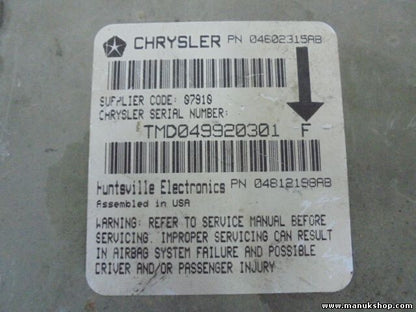 CHRYSLER PN 04602315AB
SUPPLIER CODE: 07910
CHRYSLER SERIAL NUMBER:
TMD049920301 F
Huntsville Electronics PN 04812198AB
Assembled in USA
WARNING: REFER TO SERVICE MANUAL BEFORE
SERVICING. IMPROPER SERVICING CAN RESULT
IN AIRBAG SYSTEM FAILURE AND POSSIBLE
DRIVER AND/OR PASSENGER INJURY
www.manukshop.com